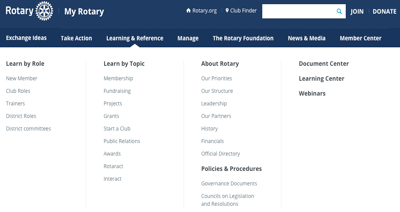 Rotary
My Rotary
Rotary.org
Club Finder
JOIN
DONATE
Exchange Ideas
Take Action
Learning & Reference
Manage
The Rotary Foundation
News & Media
Member Center
Learn by Role
New Member
Club Roles
Trainers
District Roles
District committees
Learn by Topic
Membership
Fundraising
Projects
Grants
Start a Club
Public Relations
Awards
Rotaract
Interact
About Rotary
Our Priorities
Our Structure
Leadership
Our Partners
History
Financials
Official Directory
Policies & Procedures
Governance Documents
Councils on Legislation
and Resolutions
Document Center
Learning Center
Webinars